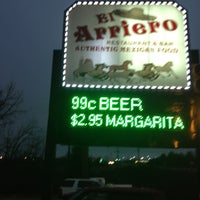 El
Arriero
RESTAURANT & BAR
AUTHENTIC MEXICAN FOOD
99c BEER
$2.95 MARGARITA